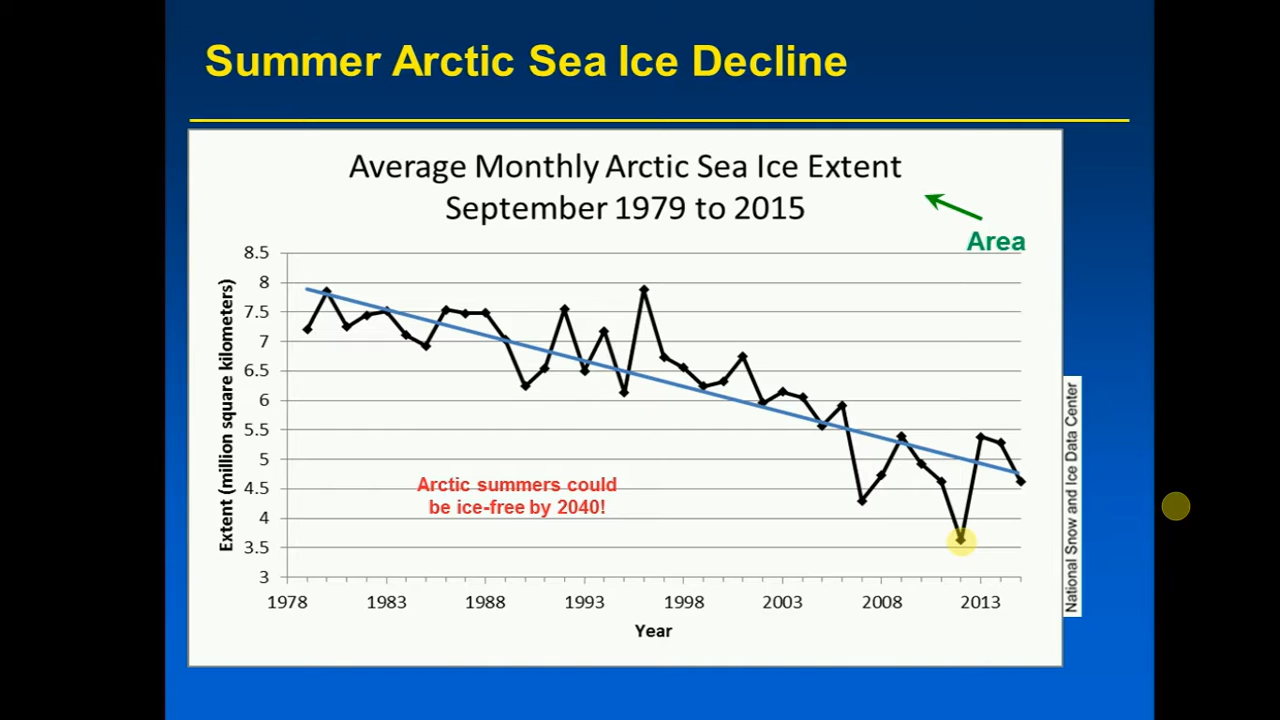 Summer Arctic Sea Ice Decline
Average Monthly Arctic Sea Ice Extent
September 1979 to 2015
Area
8.5
8
7.5
7
6.5
6
5.5
5
4.5
4
3.5
3
Extent (million square kilometers)
Arctic summers could
be ice-free by 2040!
1978 1983 1988 1993 1998 2003 2008 2013
Year
National Snow and Ice Data Center